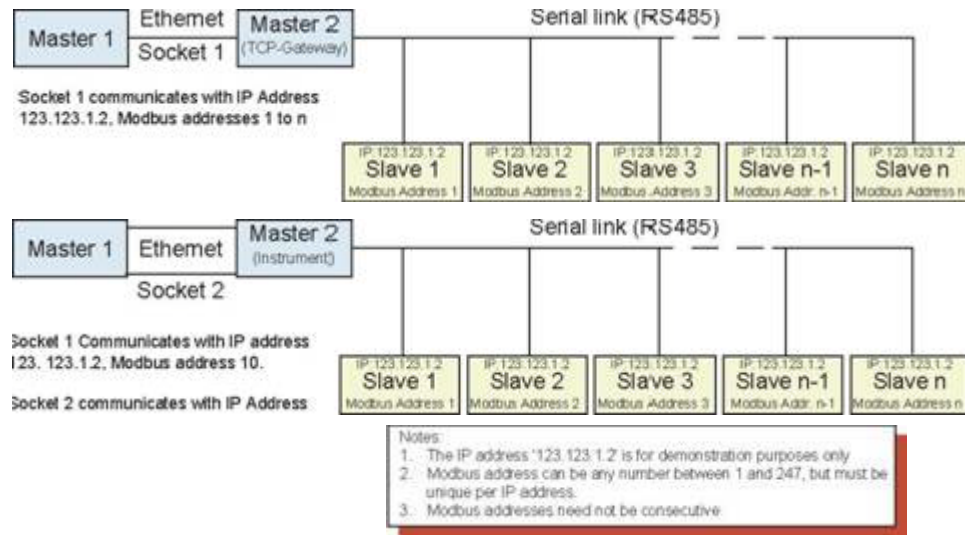 Ethernet
Master 1
Socket 1
Master 2
(TCP-Gateway)
Serial link (RS485)
Socket 1 communicates with IP Address
123.123.1.2, Modbus addresses 1 to n
IP:123.123.1.2
Slave 1
Modbus Address 1
IP:123.123.1.2
Slave 2
Modbus Address 2
IP:123.123.1.2
Slave 3
Modbus Address 3
IP:123.123.1.2
Slave n-1
Modbus Addr. n-1
IP:123.123.1.2
Slave n
Modbus Address n
Master 1
Ethernet
Socket 2
Master 2
(Instrument)
Serial link (RS485)
Socket 1 Communicates with IP address
123. 123.1.2, Modbus address 10.
Socket 2 communicates with IP Address
IP:123.123.1.2
Slave 1
Modbus Address 1
IP:123.123.1.2
Slave 2
Modbus Address 2
IP:123.123.1.2
Slave 3
Modbus Address 3
IP:123.123.1.2
Slave n-1
Modbus Addr. n-1
IP:123.123.1.2
Slave n
Modbus Address n
Notes:
1. The IP address '123.123.1.2' is for demonstration purposes only
2. Modbus address can be any number between 1 and 247, but must be
unique per IP address.
3. Modbus addresses need not be consecutive